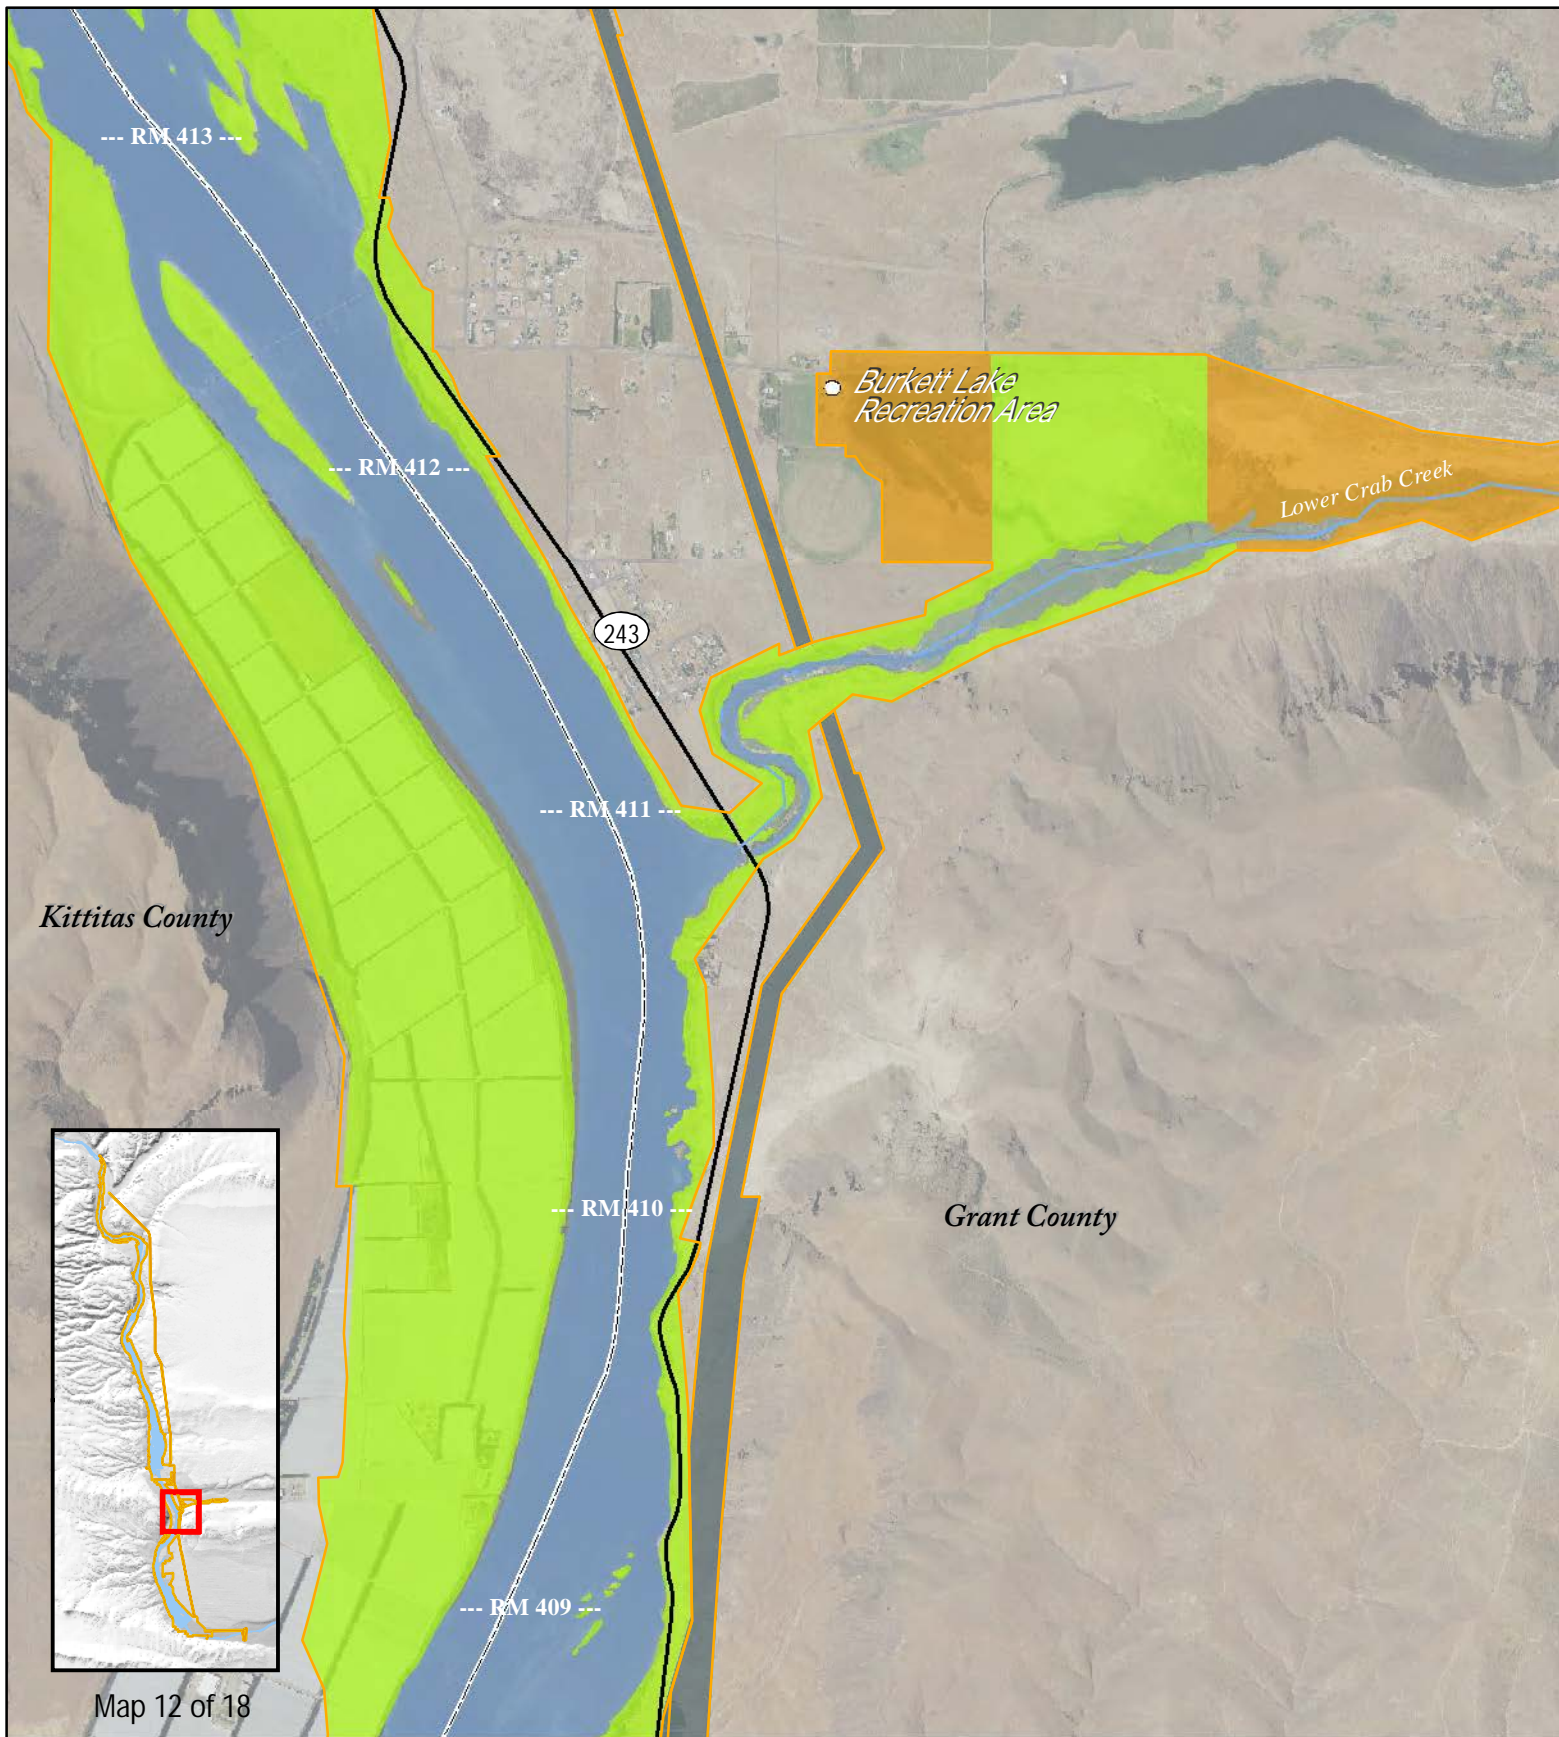 --- RM 413 ---
Burkett Lake
Recreation Area
--- RM 412 ---
Lower Crab Creek
243
--- RM 411 ---
Kittitas County
--- RM 410 ---
Grant County
--- RM 409 ---
Map 12 of 18